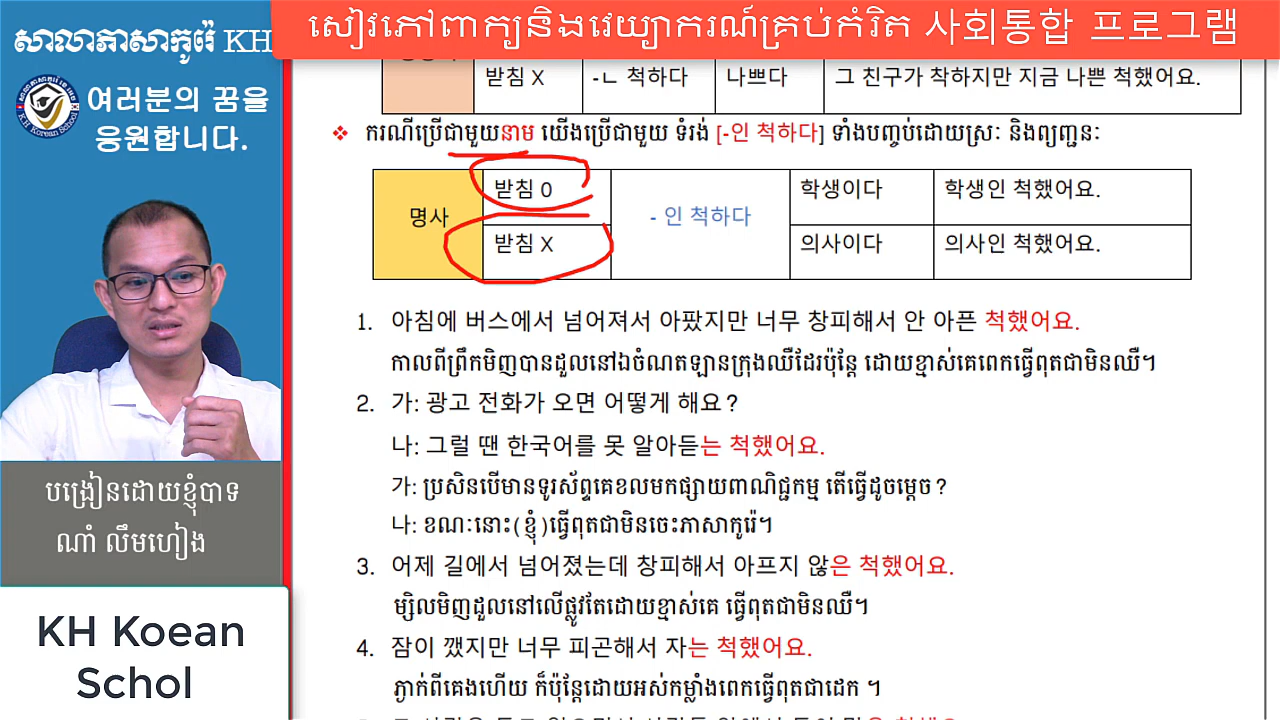 សាលាភាសាកូរ៉េ KH
សៀវភៅពាក្យនិងវេយ្យាករណ៍គ្រប់កំរិត 사회통합 프로그램
여러분의 꿈을
응원합니다.
KH Korean School
받침 X -ㄴ 척하다 나쁘다 그 친구가 착하지만 지금 나쁜 척했어요.
❖ ករណីប្រើជាមួយនាម យើងប្រើជាមួយ ទំរង់ [-인 척하다] ទាំងបញ្ចប់ដោយស្រៈ និងព្យញ្ជនៈ
명사 받침 0 - 인 척하다 학생이다 학생인 척했어요.
받침 X 의사이다 의사인 척했어요.
1. 아침에 버스에서 넘어져서 아팠지만 너무 창피해서 안 아픈 척했어요.
កាលពីព្រឹកមិញបានដួលនៅឯចំណតឡានក្រុងឈឺដែរប៉ុន្តែ ដោយខ្មាស់គេពេកធ្វើពុតជាមិនឈឺ។
2. 가: 광고 전화가 오면 어떻게 해요?
나: 그럴 땐 한국어를 못 알아듣는 척했어요.
가: ប្រសិនបើមានទូរស័ព្ទគេខលមកផ្សាយពាណិជ្ជកម្ម តើធ្វើដូចម្តេច?
나: ខណៈនោះ(ខ្ញុំ)ធ្វើពុតជាមិនចេះភាសាកូរ៉េ។
3. 어제 길에서 넘어졌는데 창피해서 아프지 않은 척했어요.
ម្សិលមិញដួលនៅលើផ្លូវតែដោយខ្មាស់គេ ធ្វើពុតជាមិនឈឺ។
4. 잠이 깼지만 너무 피곤해서 자는 척했어요.
ភ្ញាក់ពីគេងហើយ ក៏ប៉ុន្តែដោយអស់កម្លាំងពេកធ្វើពុតជាដេក ។
បង្រៀនដោយខ្ញុំបាទ
ណាំ លឹមហៀង
KH Koean
Schol